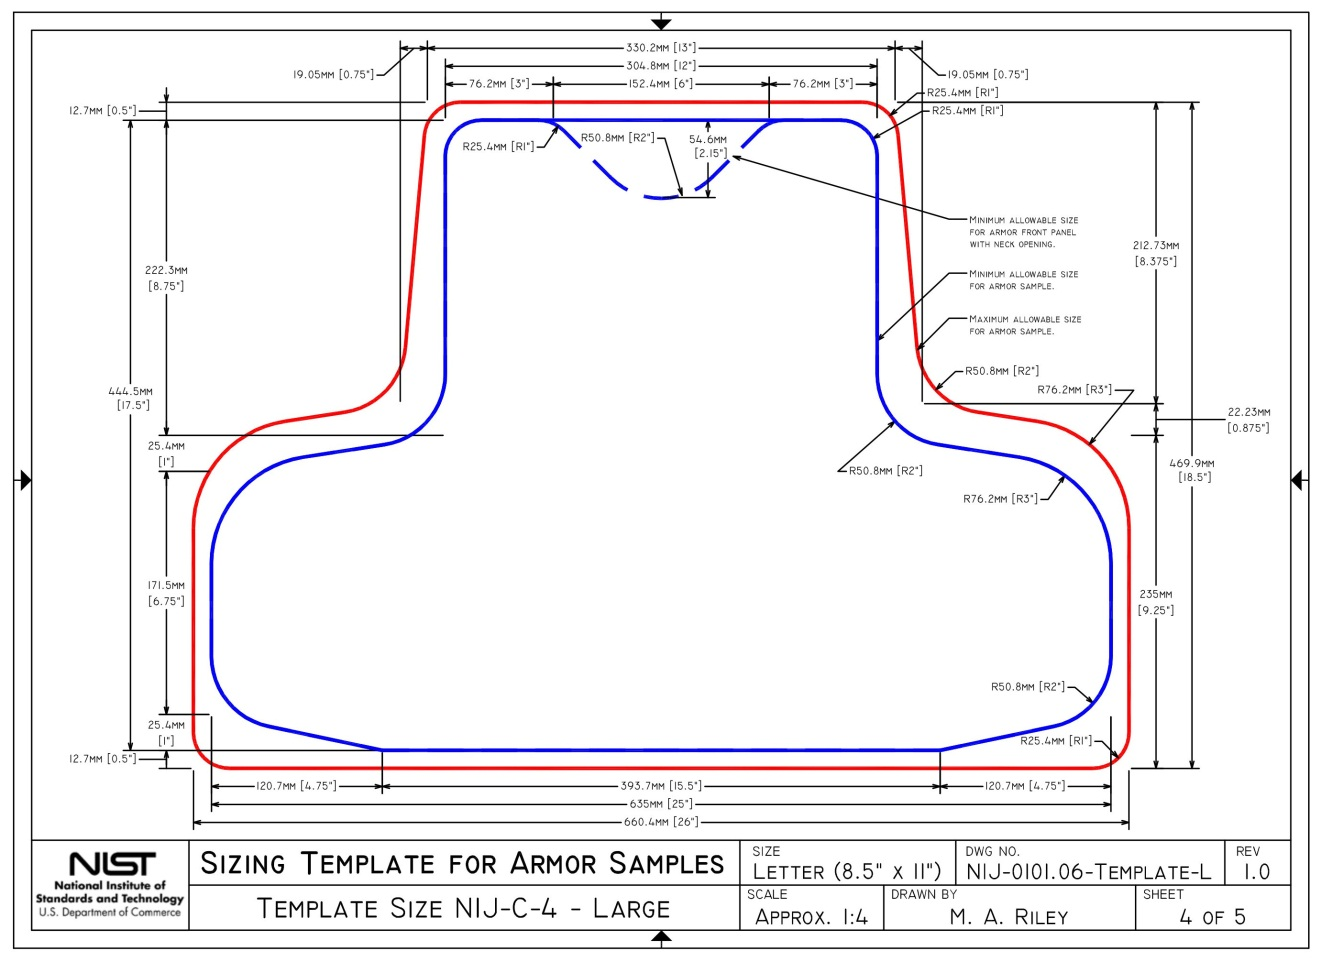 330.2MM [13"]
19.05MM [0.75"]
304.8MM [12"]
19.05MM [0.75"]
76.2MM [3"]
152.4MM [6"]
76.2MM [3"]
R25.4MM [R1"]
12.7MM [0.5"]
R25.4MM [R1"]
R25.4MM [R1"]
R50.8MM [R2"]
54.6MM
[2.15"]
MINIMUM ALLOWABLE SIZE
FOR ARMOR FRONT PANEL
WITH NECK OPENING.
212.73MM
[8.375"]
222.3MM
[8.75"]
MINIMUM ALLOWABLE SIZE
FOR ARMOR SAMPLE.
MAXIMUM ALLOWABLE SIZE
FOR ARMOR SAMPLE.
R50.8MM [R2"]
R76.2MM [R3"]
444.5MM
[17.5"]
22.23MM
[0.875"]
25.4MM
[1"]
R50.8MM [R2"]
469.9MM
[18.5"]
R76.2MM [R3"]
171.5MM
[6.75"]
235MM
[9.25"]
R50.8MM [R2"]
25.4MM
[1"]
R25.4MM [R1"]
12.7MM [0.5"]
120.7MM [4.75"]
393.7MM [15.5"]
120.7MM [4.75"]
635MM [25"]
660.4MM [26"]
NIST
National Institute of
Standards and Technology
U.S. Department of Commerce
SIZING TEMPLATE FOR ARMOR SAMPLES
TEMPLATE SIZE NIJ-C-4 - LARGE
SIZE
LETTER (8.5" X 11")
DWG NO.
NIJ-0101.06-TEMPLATE-L
REV
1.0
SCALE
APPROX. 1:4
DRAWN BY
M. A. RILEY
SHEET
4 OF 5